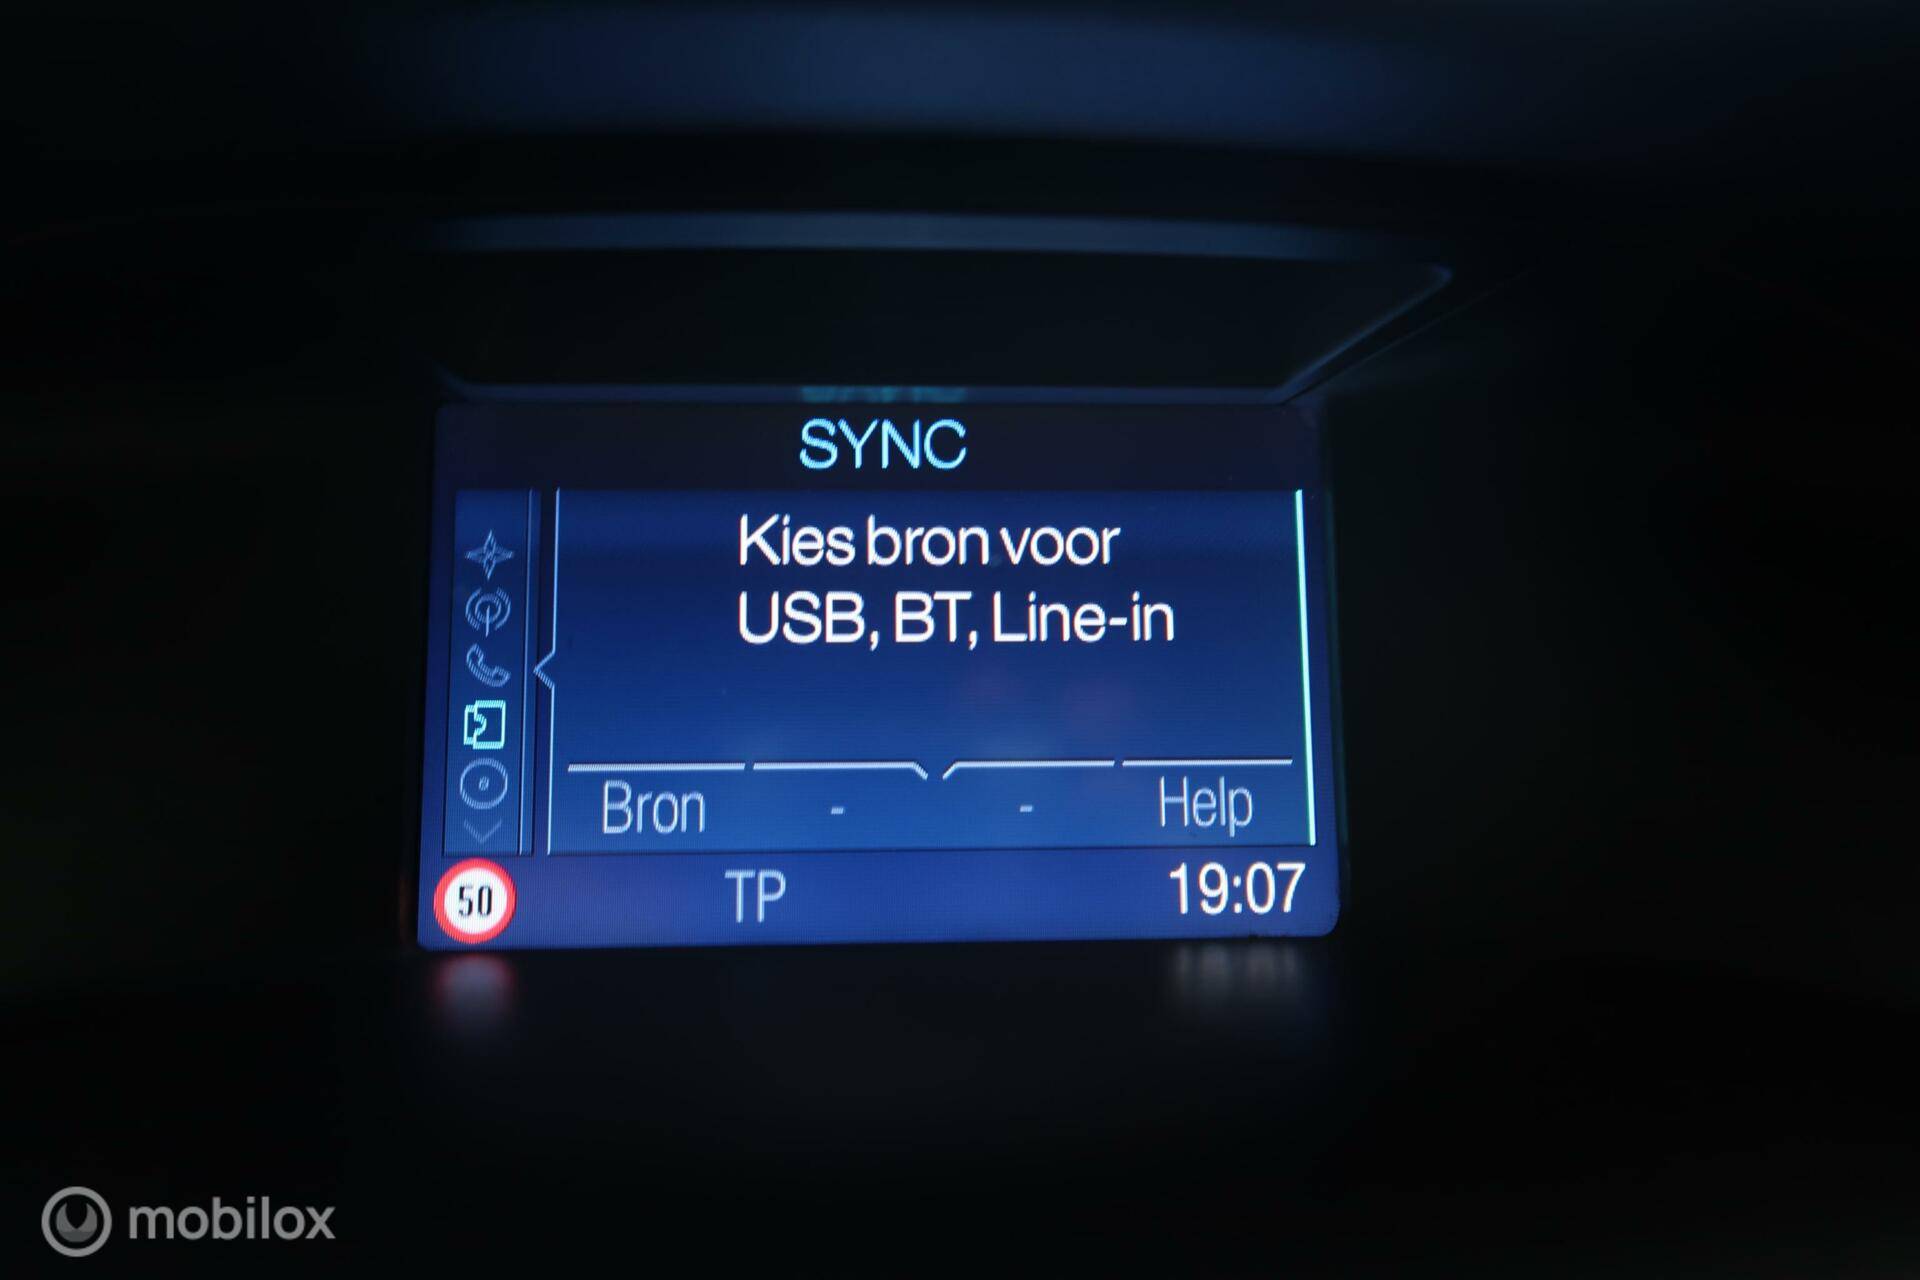 SYNC
Kies bron voor
USB, BT, Line-in
Bron - - Help
50 TP 19:07
mobilox